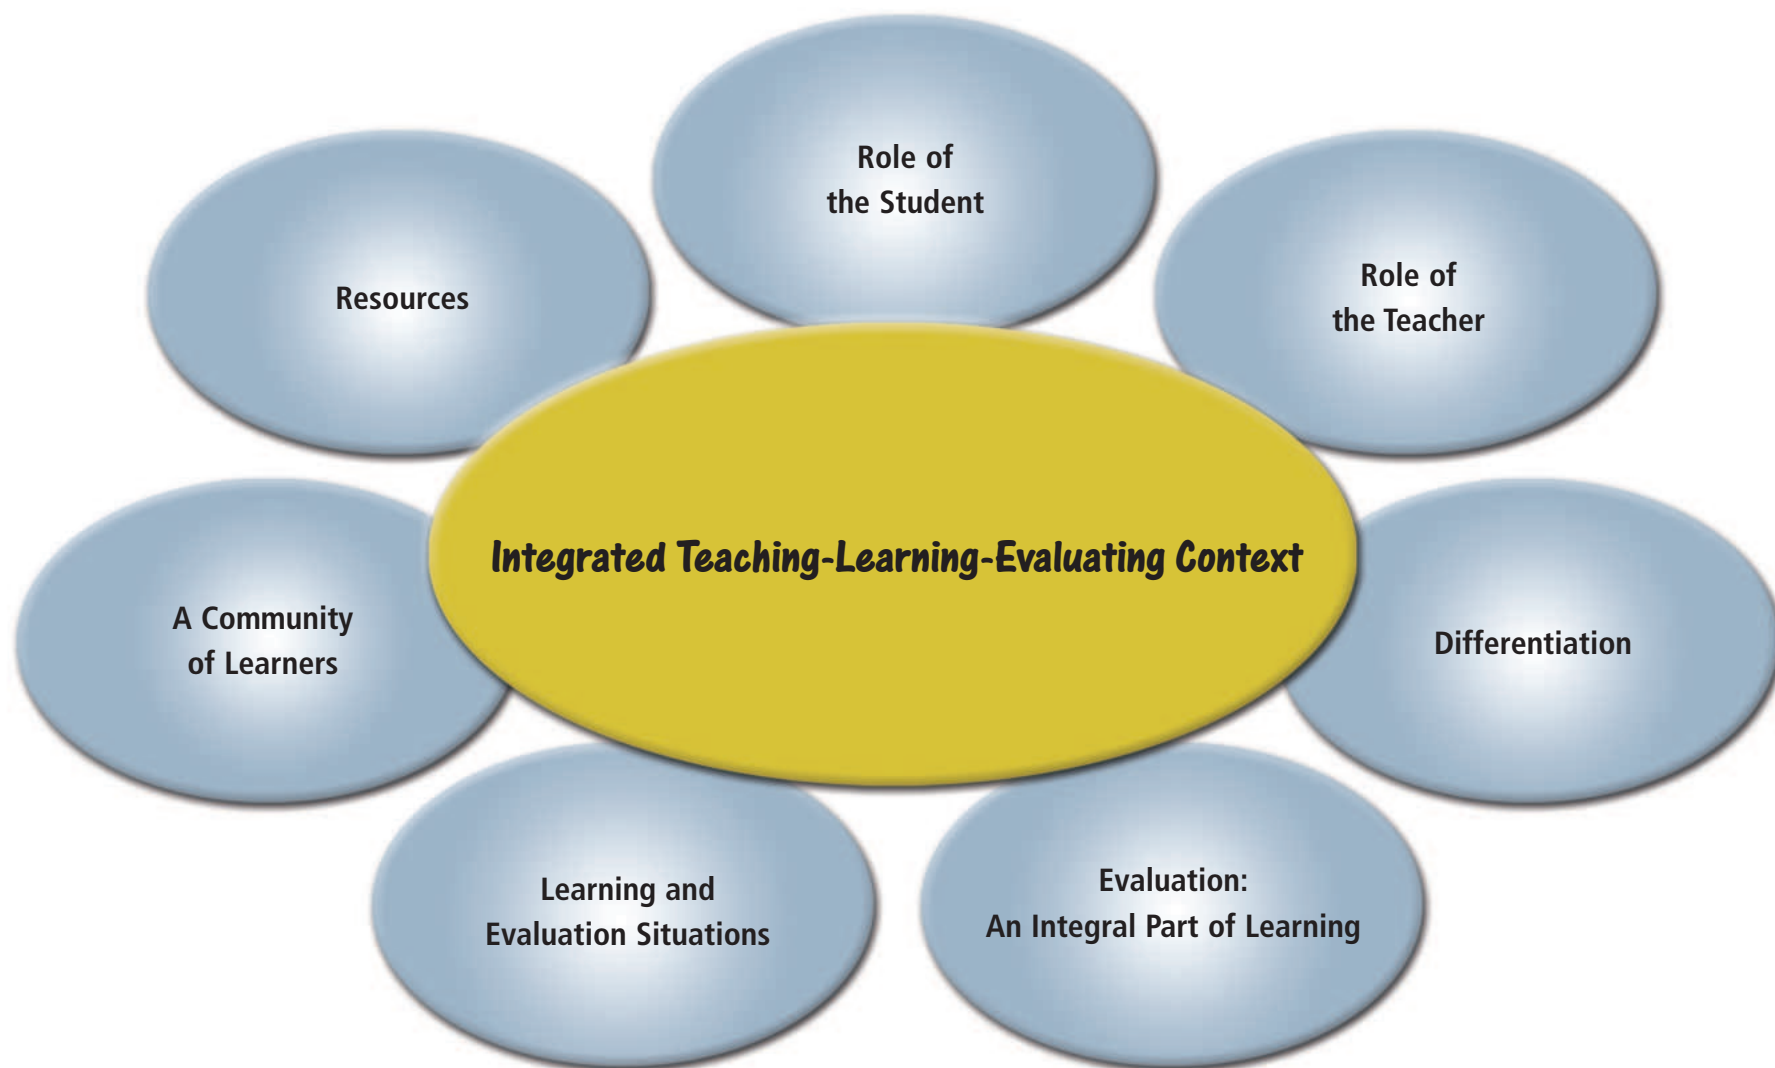 Role of
the Student
Resources
Role of
the Teacher
Integrated Teaching-Learning-Evaluating Context
A Community
of Learners
Differentiation
Learning and
Evaluation Situations
Evaluation:
An Integral Part of Learning